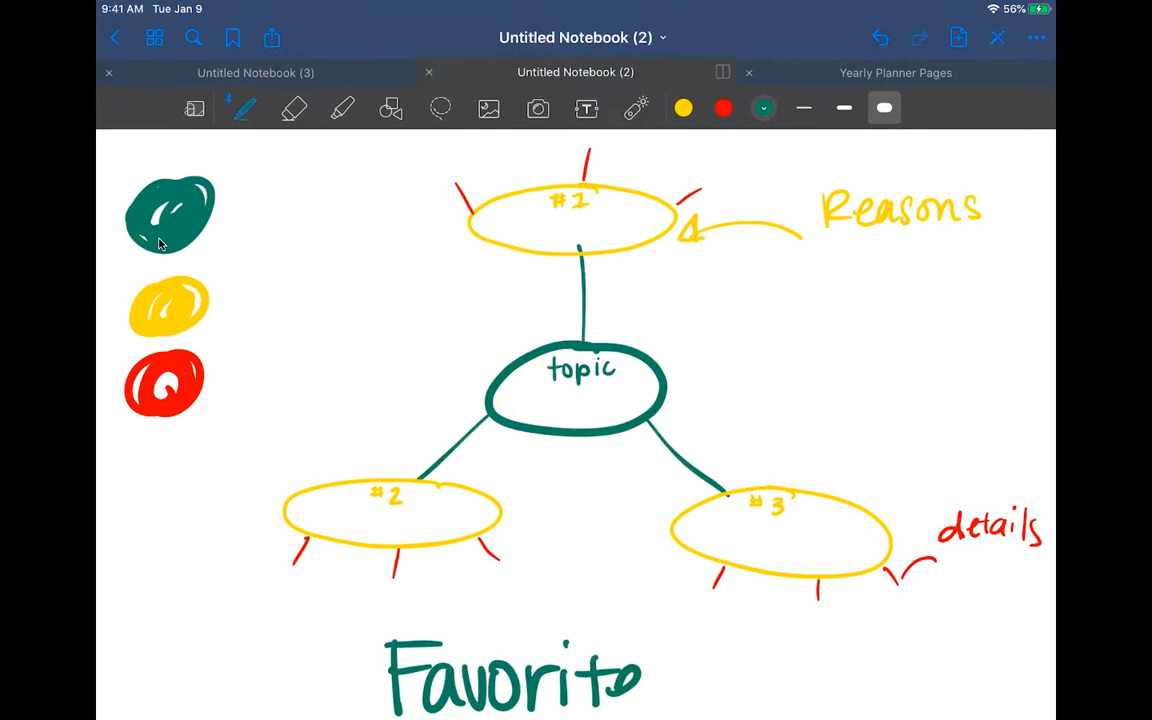 9:41 AM Tue Jan 9
56%
Untitled Notebook (2)
Untitled Notebook (3)
Untitled Notebook (2)
Yearly Planner Pages
#1
Reasons
topic
#2
#3
details
Favorite